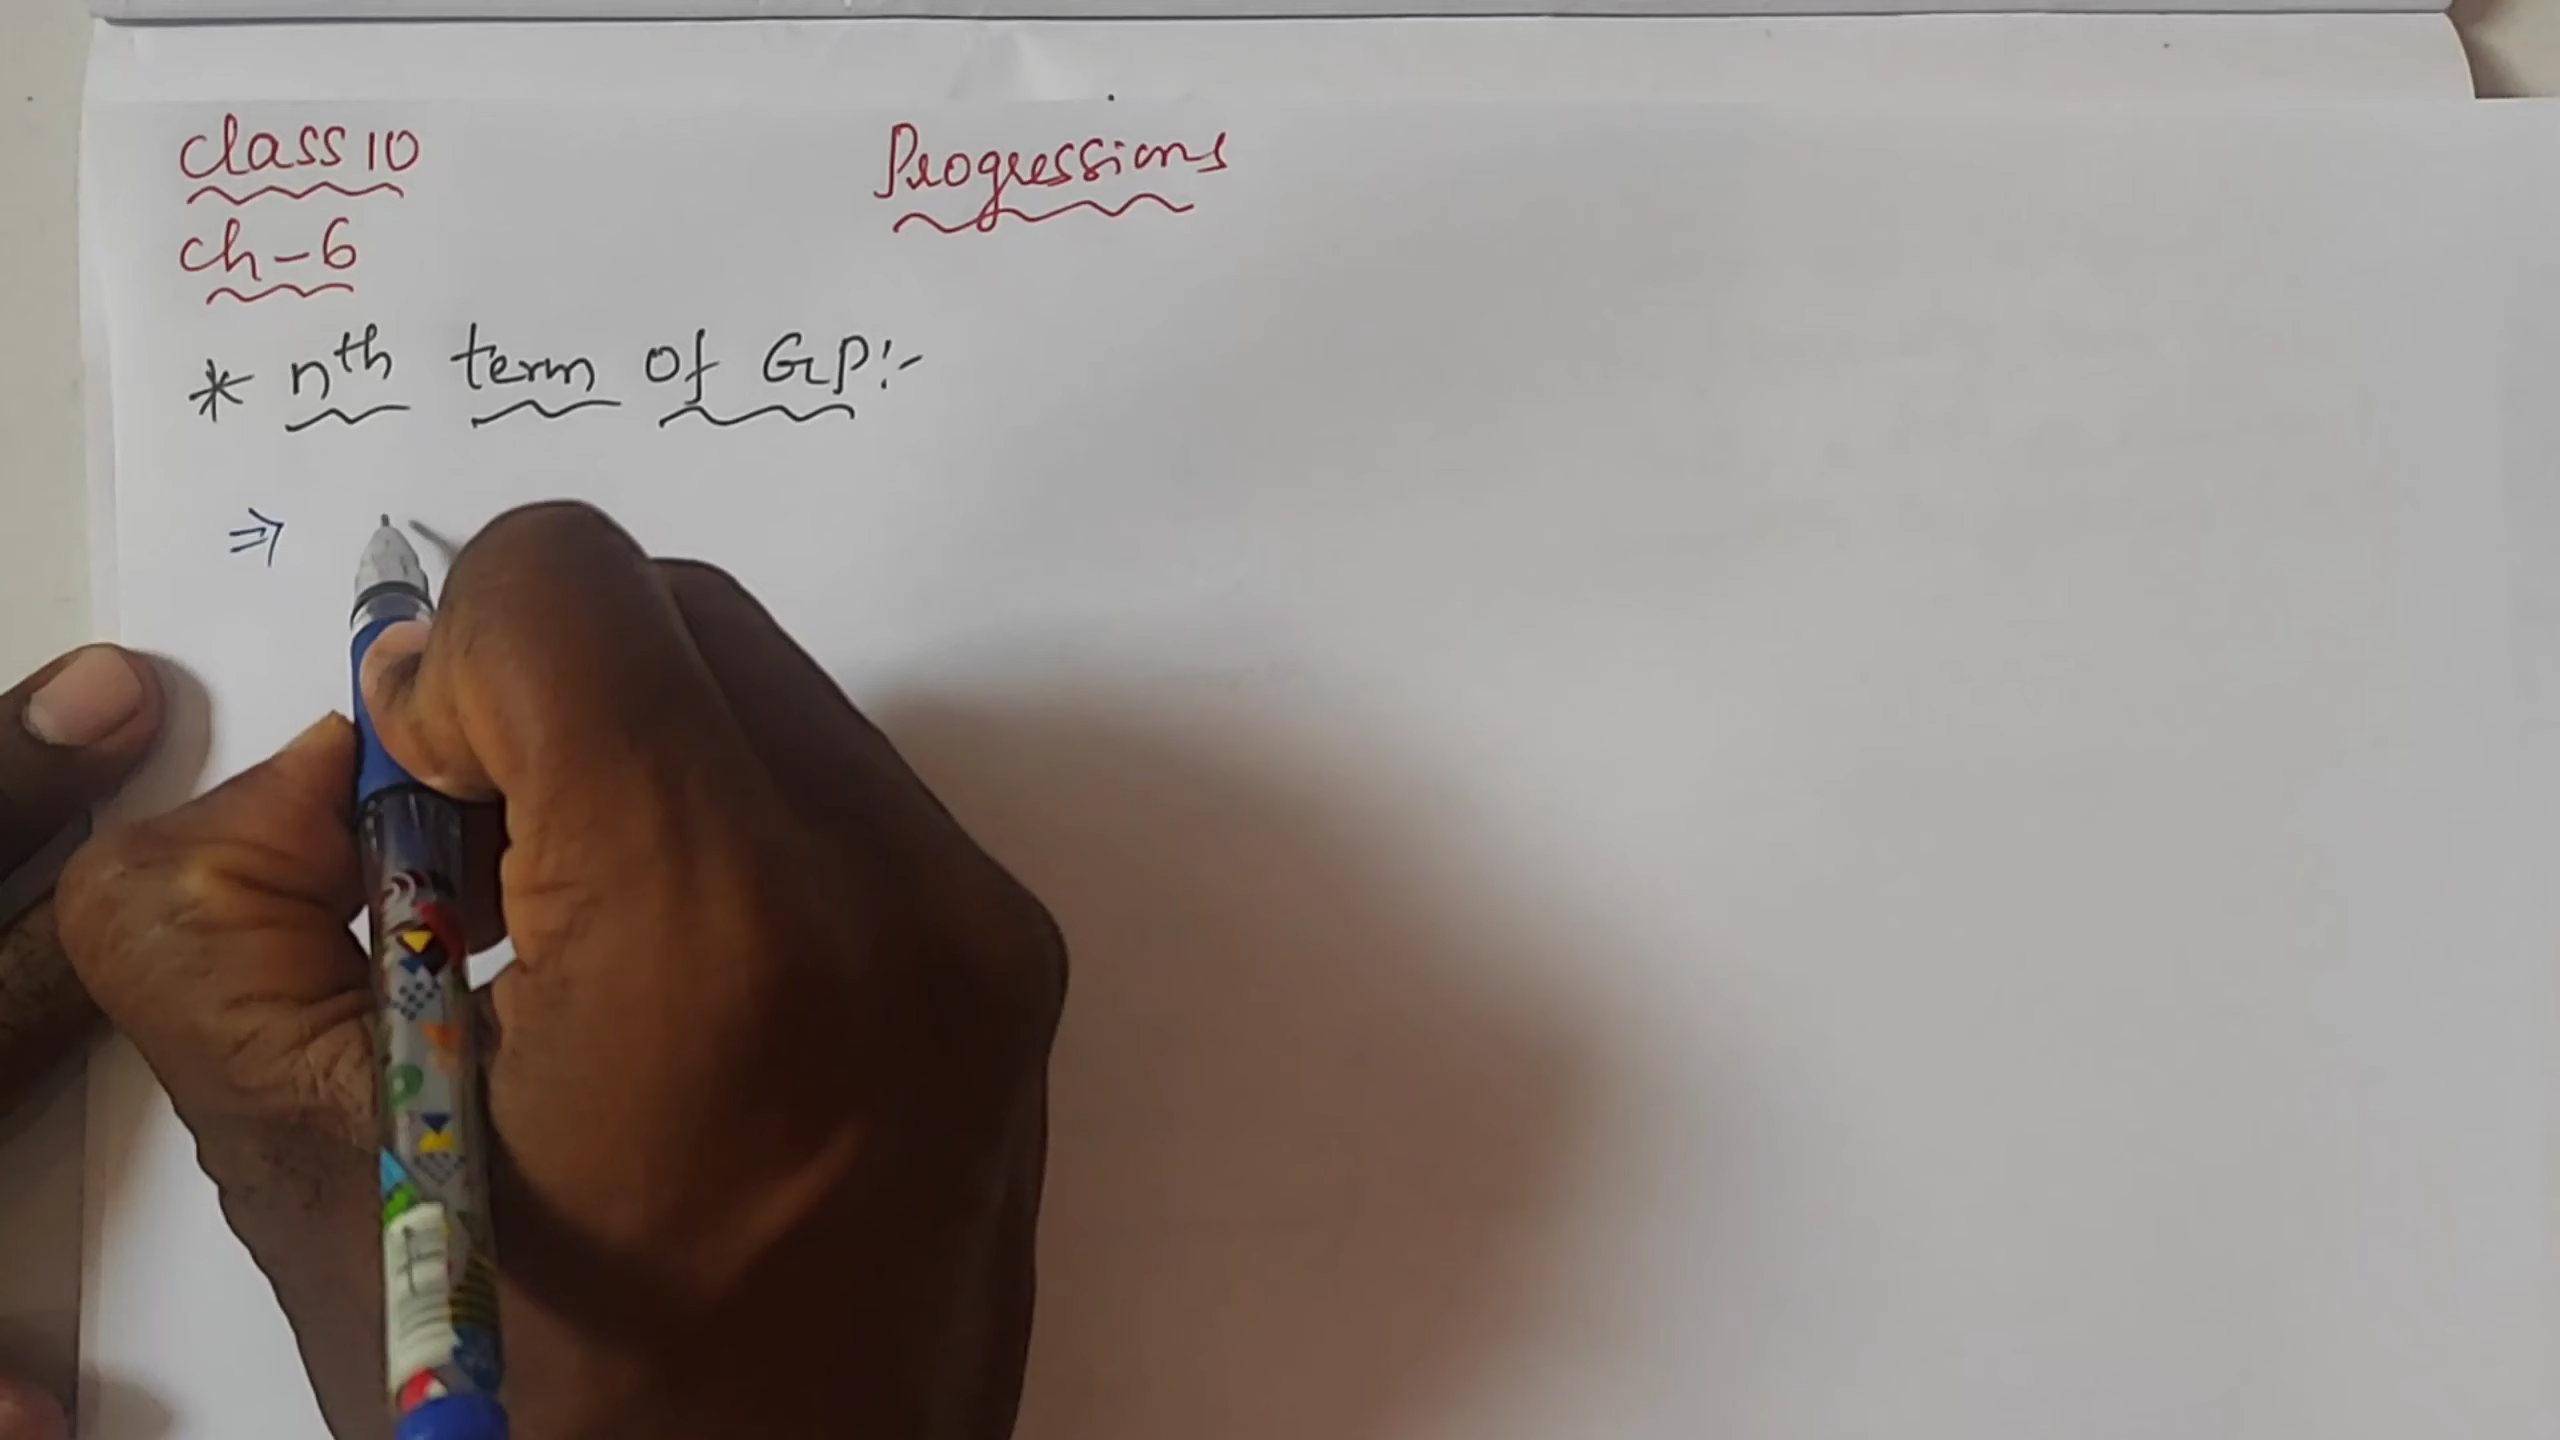 class 10
Progressions
ch-6
* nth term of GP:-
⇒